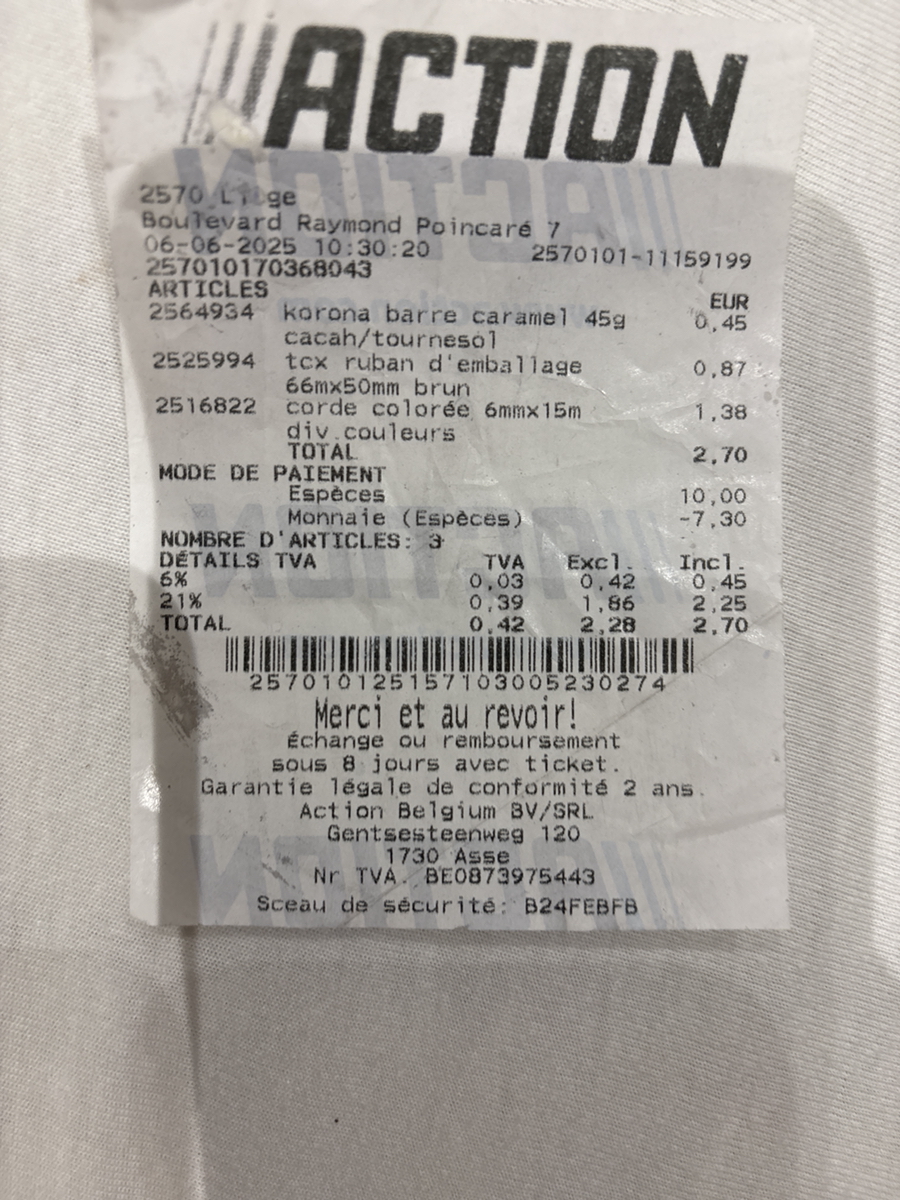 ACTION
2570 Liège
Boulevard Raymond Poincaré 7
06-06-2025 10:30:20 2570101-11159199
257010170368043
ARTICLES EUR
2564934 korona barre caramel 45g 0,45
cacah/tournesol
2525994 tcx ruban d'emballage 0,87
66mx50mm brun
2516822 corde colorée 6mmx15m 1,38
div.couleurs
TOTAL 2,70
MODE DE PAIEMENT
Espèces 10,00
Monnaie (Espèces) -7,30
NOMBRE D'ARTICLES: 3
DÉTAILS TVA TVA Excl. Incl.
6% 0,03 0,42 0,45
21% 0,39 1,86 2,25
TOTAL 0,42 2,28 2,70
257010125157103005230274
Merci et au revoir!
Échange ou remboursement
sous 8 jours avec ticket.
Garantie légale de conformité 2 ans.
Action Belgium BV/SRL
Gentsesteenweg 120
1730 Asse
Nr TVA. BE0873975443
Sceau de sécurité: B24FEBFB